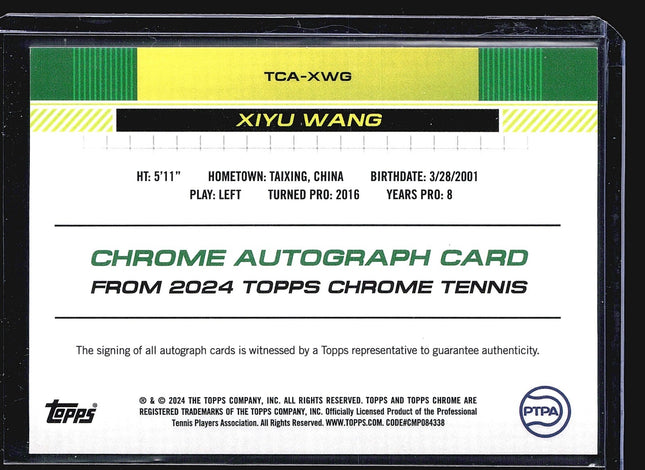 TCA-XWG
XIYU WANG
HT: 5'11" HOMETOWN: TAIXING, CHINA BIRTHDATE: 3/28/2001
PLAY: LEFT TURNED PRO: 2016 YEARS PRO: 8
CHROME AUTOGRAPH CARD
FROM 2024 TOPPS CHROME TENNIS
The signing of all autograph cards is witnessed by a Topps representative to guarantee authenticity.
topps
® & © 2024 THE TOPPS COMPANY, INC. ALL RIGHTS RESERVED. TOPPS AND TOPPS CHROME ARE
REGISTERED TRADEMARKS OF THE TOPPS COMPANY, INC. Officially Licensed Product of the Professional
Tennis Players Association. All Rights Reserved. WWW.TOPPS.COM. CODE#CMP084338
PTPA